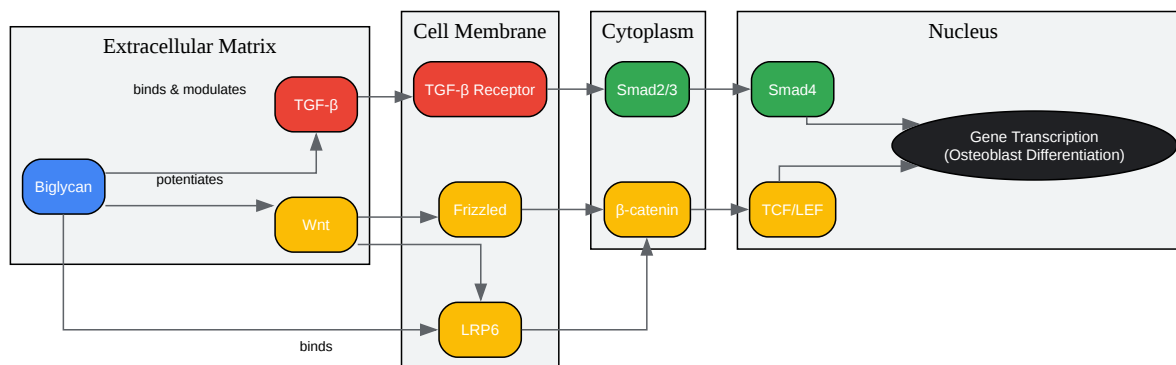 Extracellular Matrix
Cell Membrane
Cytoplasm
Nucleus
binds & modulates
TGF-β
TGF-β Receptor
Smad2/3
Smad4
Gene Transcription
(Osteoblast Differentiation)
Biglycan
potentiates
Wnt
Frizzled
β-catenin
TCF/LEF
LRP6
binds